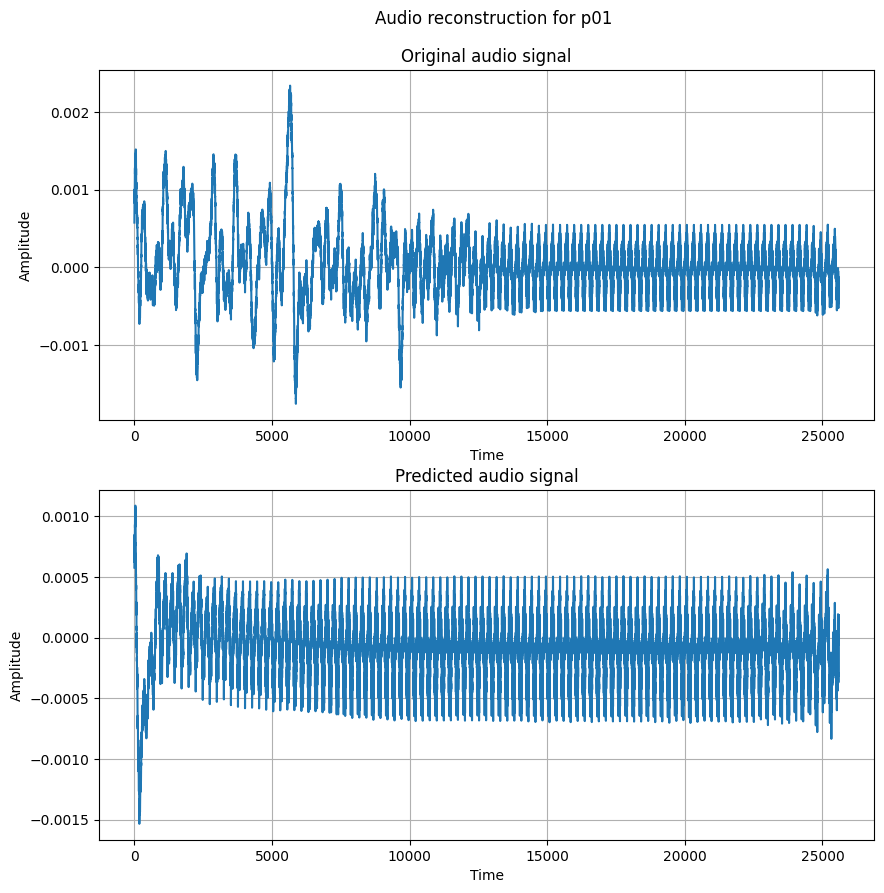 Audio reconstruction for p01
Original audio signal
0.002
0.001
0.000
−0.001
Amplitude
0 5000 10000 15000 20000 25000
Time
Predicted audio signal
0.0010
0.0005
0.0000
−0.0005
−0.0010
−0.0015
Amplitude
0 5000 10000 15000 20000 25000
Time